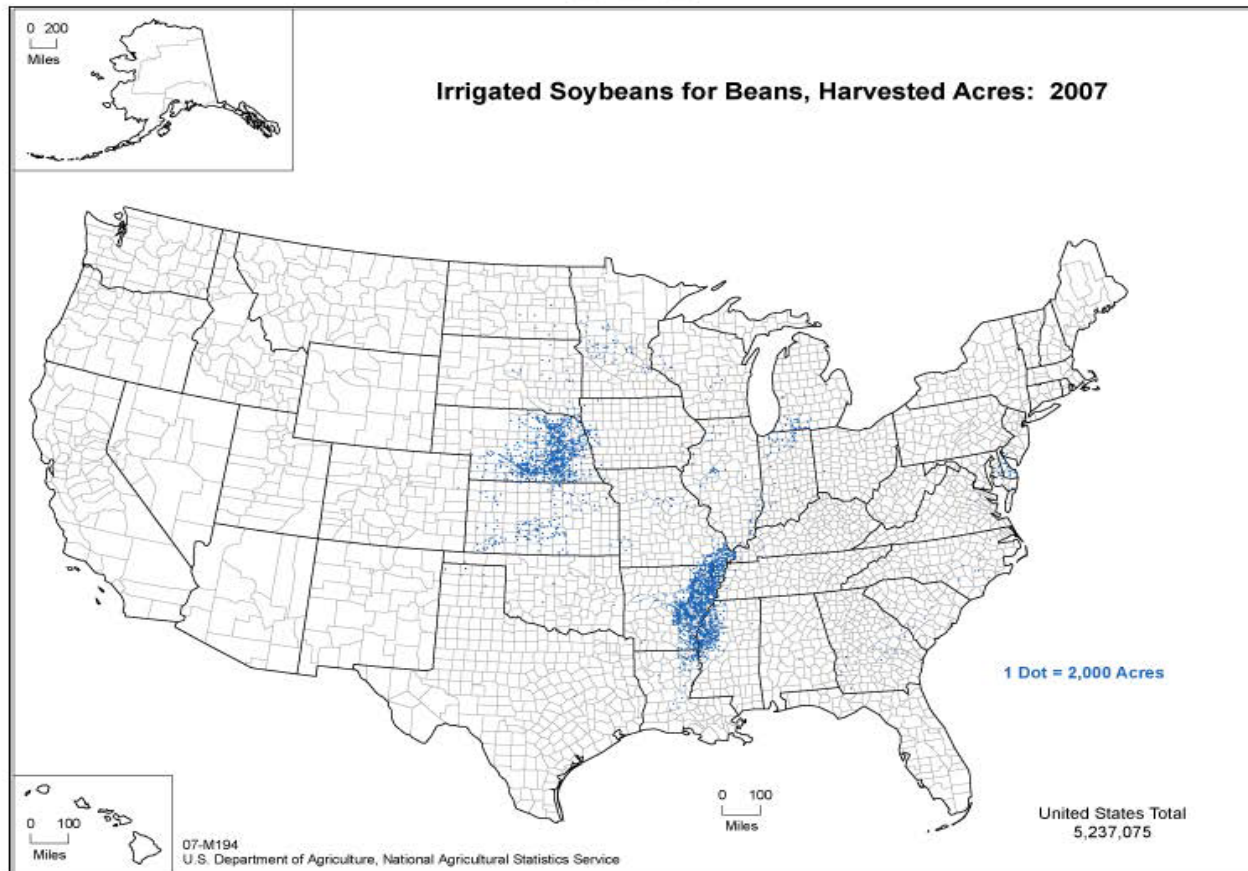 0 200
Miles
Irrigated Soybeans for Beans, Harvested Acres: 2007
1 Dot = 2,000 Acres
0 100
Miles
0 100
Miles
United States Total
5,237,075
07-M194
U.S. Department of Agriculture, National Agricultural Statistics Service